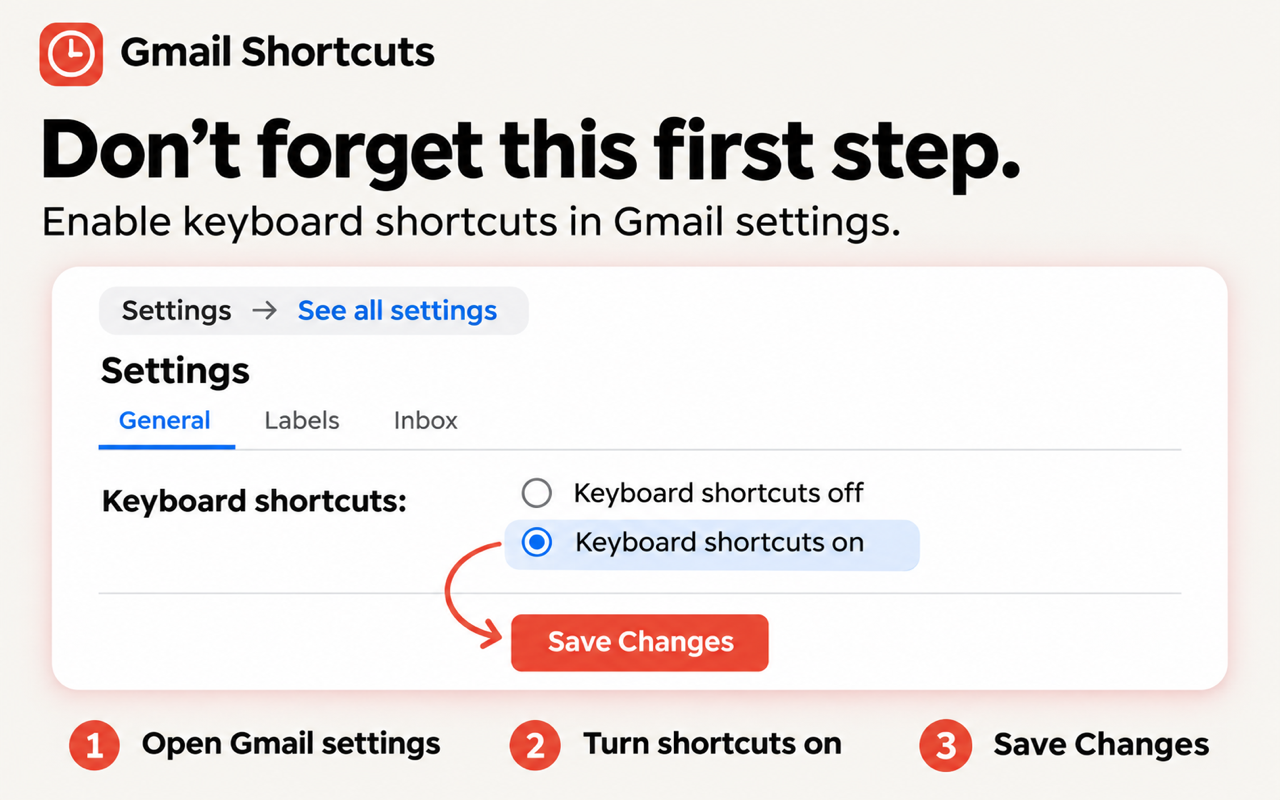 Gmail Shortcuts
Don’t forget this first step.
Enable keyboard shortcuts in Gmail settings.
Settings → See all settings
Settings
General Labels Inbox
Keyboard shortcuts:
Keyboard shortcuts off
Keyboard shortcuts on
Save Changes
1 Open Gmail settings
2 Turn shortcuts on
3 Save Changes